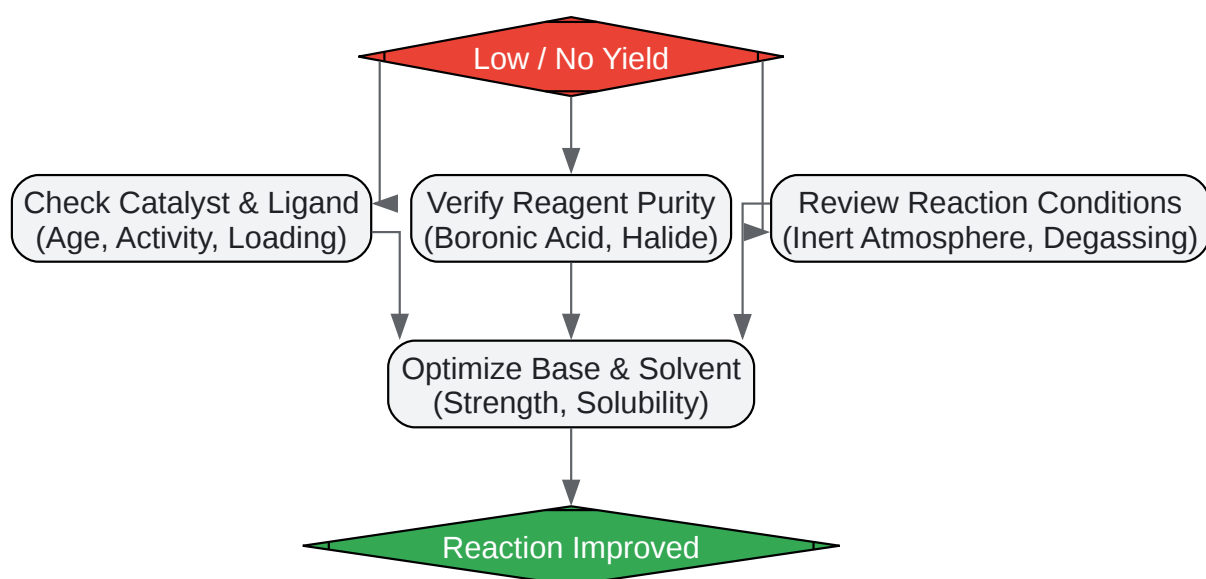 Low / No Yield
Check Catalyst & Ligand
(Age, Activity, Loading)
Verify Reagent Purity
(Boronic Acid, Halide)
Review Reaction Conditions
(Inert Atmosphere, Degassing)
Optimize Base & Solvent
(Strength, Solubility)
Reaction Improved